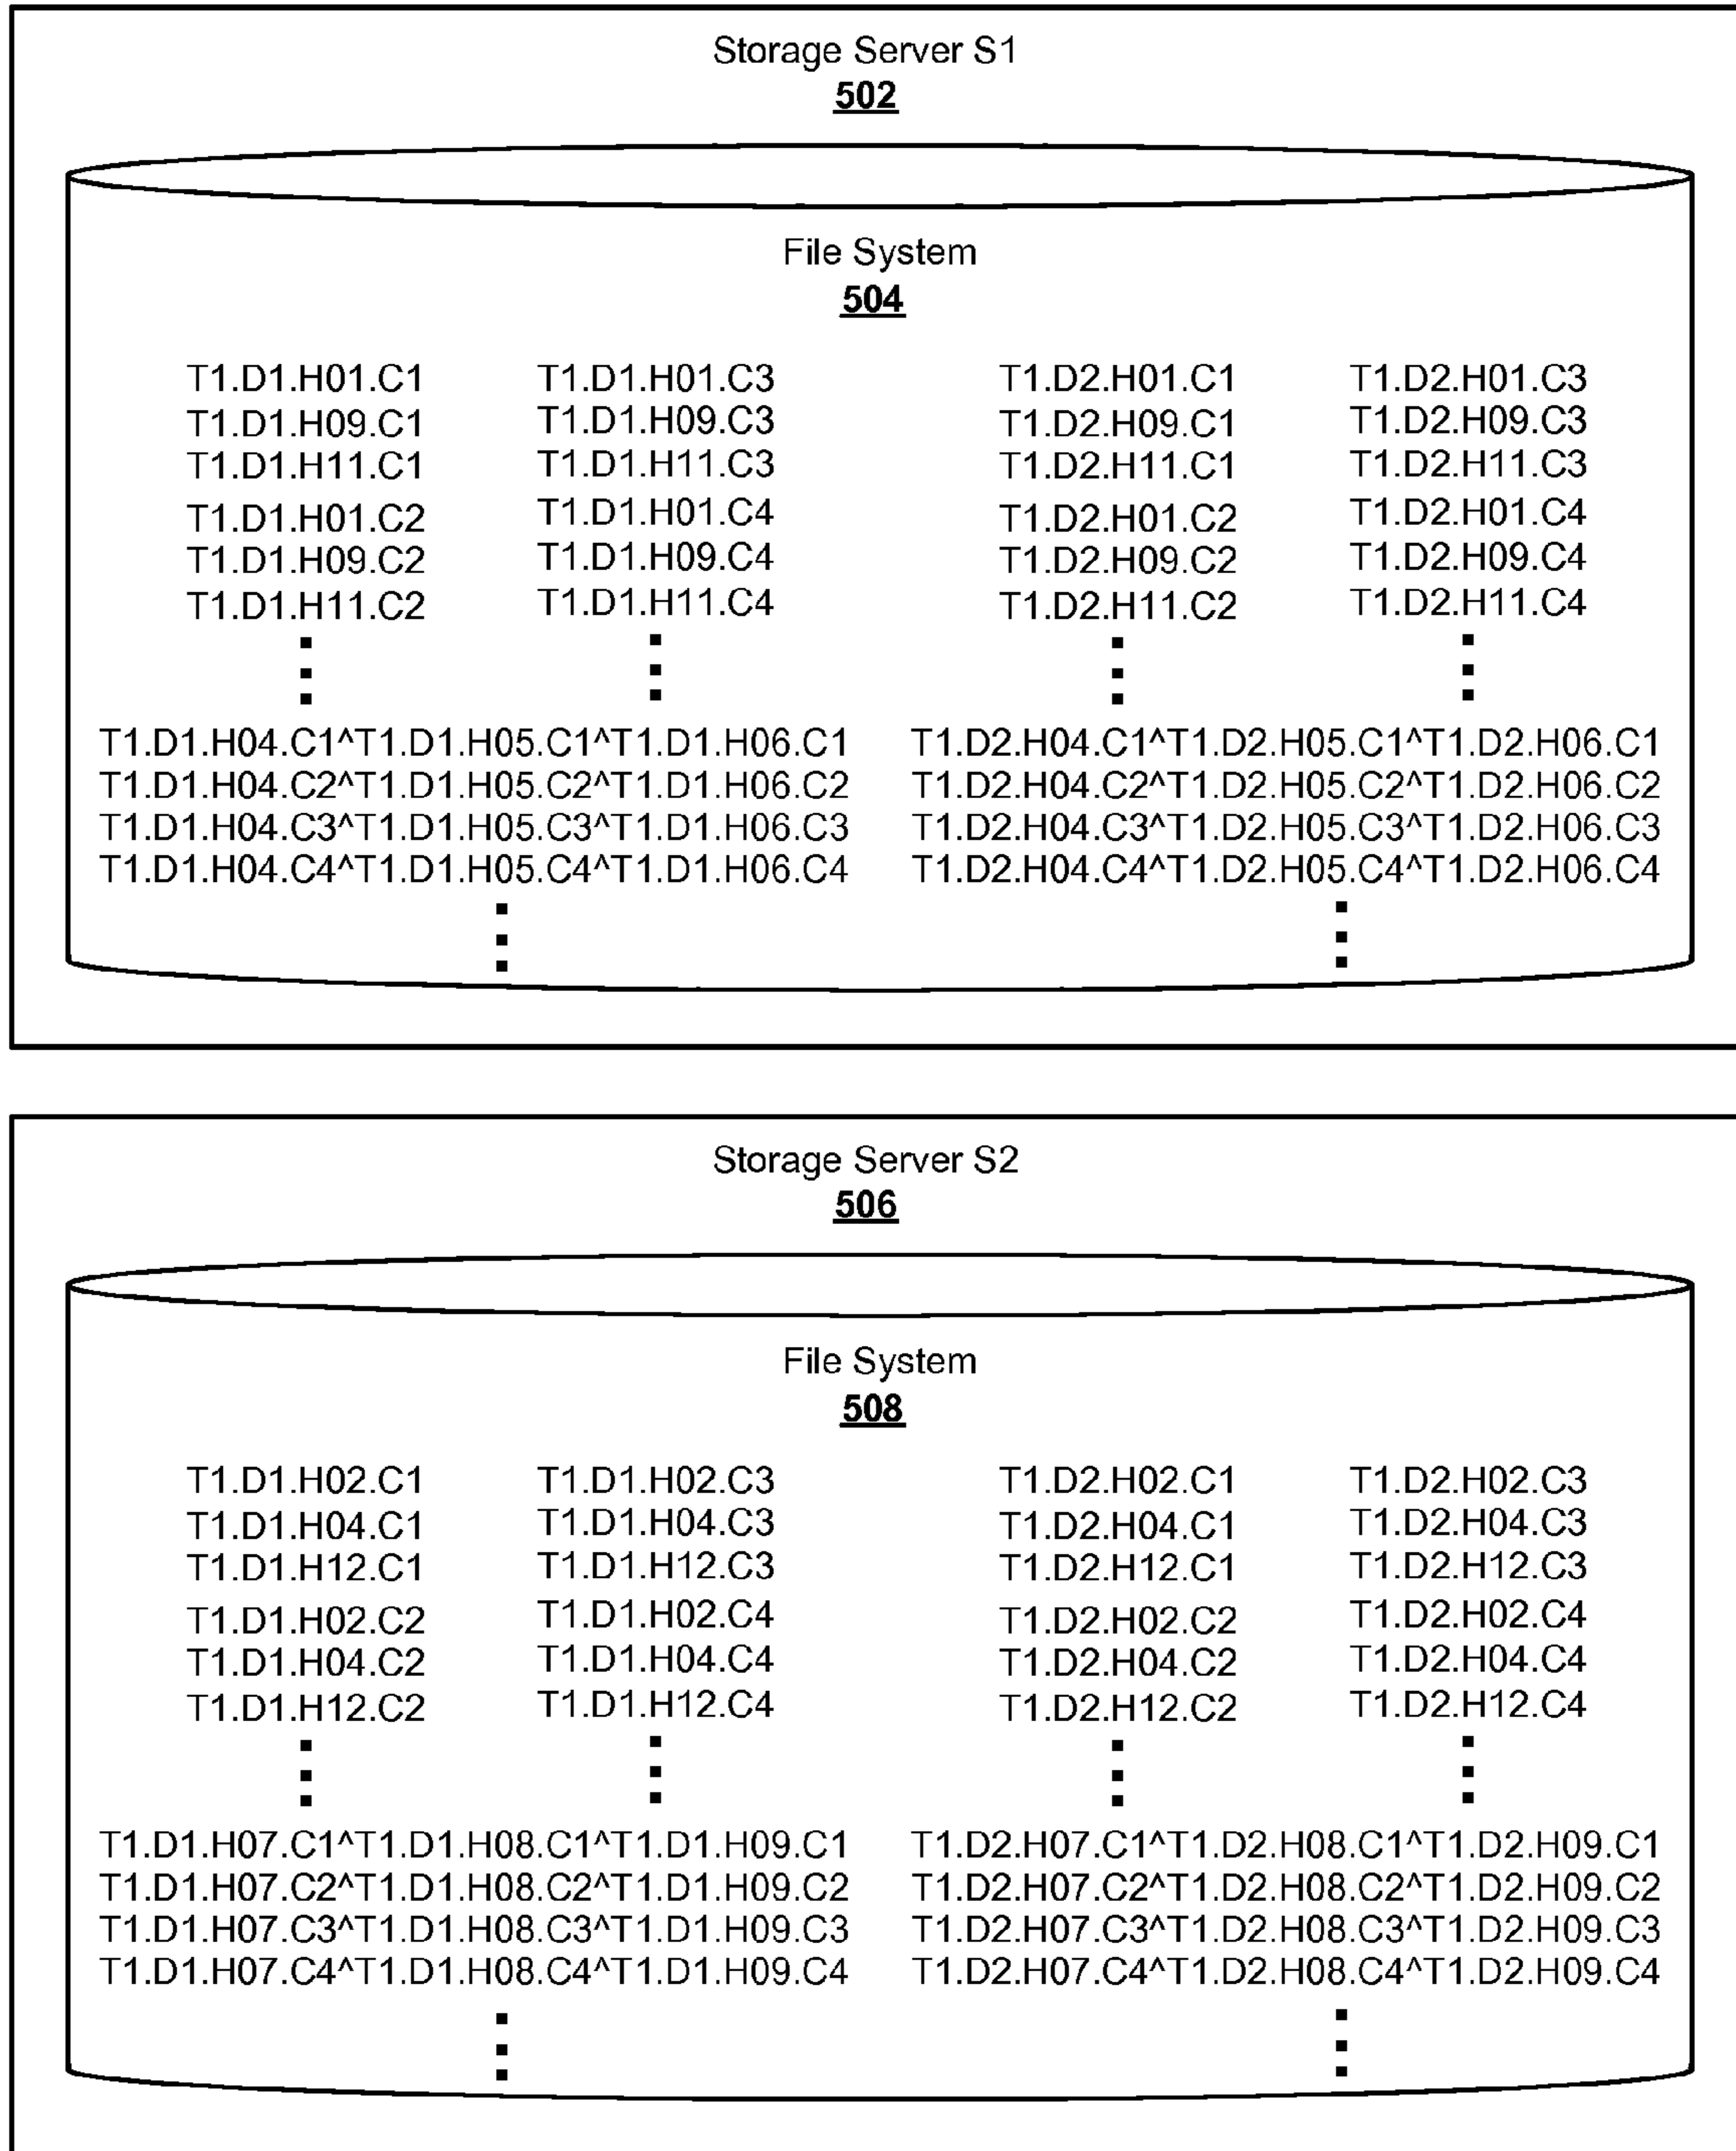 Storage Server S1
502
File System
504
T1.D1.H01.C1 T1.D1.H01.C3 T1.D2.H01.C1 T1.D2.H01.C3
T1.D1.H09.C1 T1.D1.H09.C3 T1.D2.H09.C1 T1.D2.H09.C3
T1.D1.H11.C1 T1.D1.H11.C3 T1.D2.H11.C1 T1.D2.H11.C3
T1.D1.H01.C2 T1.D1.H01.C4 T1.D2.H01.C2 T1.D2.H01.C4
T1.D1.H09.C2 T1.D1.H09.C4 T1.D2.H09.C2 T1.D2.H09.C4
T1.D1.H11.C2 T1.D1.H11.C4 T1.D2.H11.C2 T1.D2.H11.C4
T1.D1.H04.C1^T1.D1.H05.C1^T1.D1.H06.C1 T1.D2.H04.C1^T1.D2.H05.C1^T1.D2.H06.C1
T1.D1.H04.C2^T1.D1.H05.C2^T1.D1.H06.C2 T1.D2.H04.C2^T1.D2.H05.C2^T1.D2.H06.C2
T1.D1.H04.C3^T1.D1.H05.C3^T1.D1.H06.C3 T1.D2.H04.C3^T1.D2.H05.C3^T1.D2.H06.C3
T1.D1.H04.C4^T1.D1.H05.C4^T1.D1.H06.C4 T1.D2.H04.C4^T1.D2.H05.C4^T1.D2.H06.C4
Storage Server S2
506
File System
508
T1.D1.H02.C1 T1.D1.H02.C3 T1.D2.H02.C1 T1.D2.H02.C3
T1.D1.H04.C1 T1.D1.H04.C3 T1.D2.H04.C1 T1.D2.H04.C3
T1.D1.H12.C1 T1.D1.H12.C3 T1.D2.H12.C1 T1.D2.H12.C3
T1.D1.H02.C2 T1.D1.H02.C4 T1.D2.H02.C2 T1.D2.H02.C4
T1.D1.H04.C2 T1.D1.H04.C4 T1.D2.H04.C2 T1.D2.H04.C4
T1.D1.H12.C2 T1.D1.H12.C4 T1.D2.H12.C2 T1.D2.H12.C4
T1.D1.H07.C1^T1.D1.H08.C1^T1.D1.H09.C1 T1.D2.H07.C1^T1.D2.H08.C1^T1.D2.H09.C1
T1.D1.H07.C2^T1.D1.H08.C2^T1.D1.H09.C2 T1.D2.H07.C2^T1.D2.H08.C2^T1.D2.H09.C2
T1.D1.H07.C3^T1.D1.H08.C3^T1.D1.H09.C3 T1.D2.H07.C3^T1.D2.H08.C3^T1.D2.H09.C3
T1.D1.H07.C4^T1.D1.H08.C4^T1.D1.H09.C4 T1.D2.H07.C4^T1.D2.H08.C4^T1.D2.H09.C4